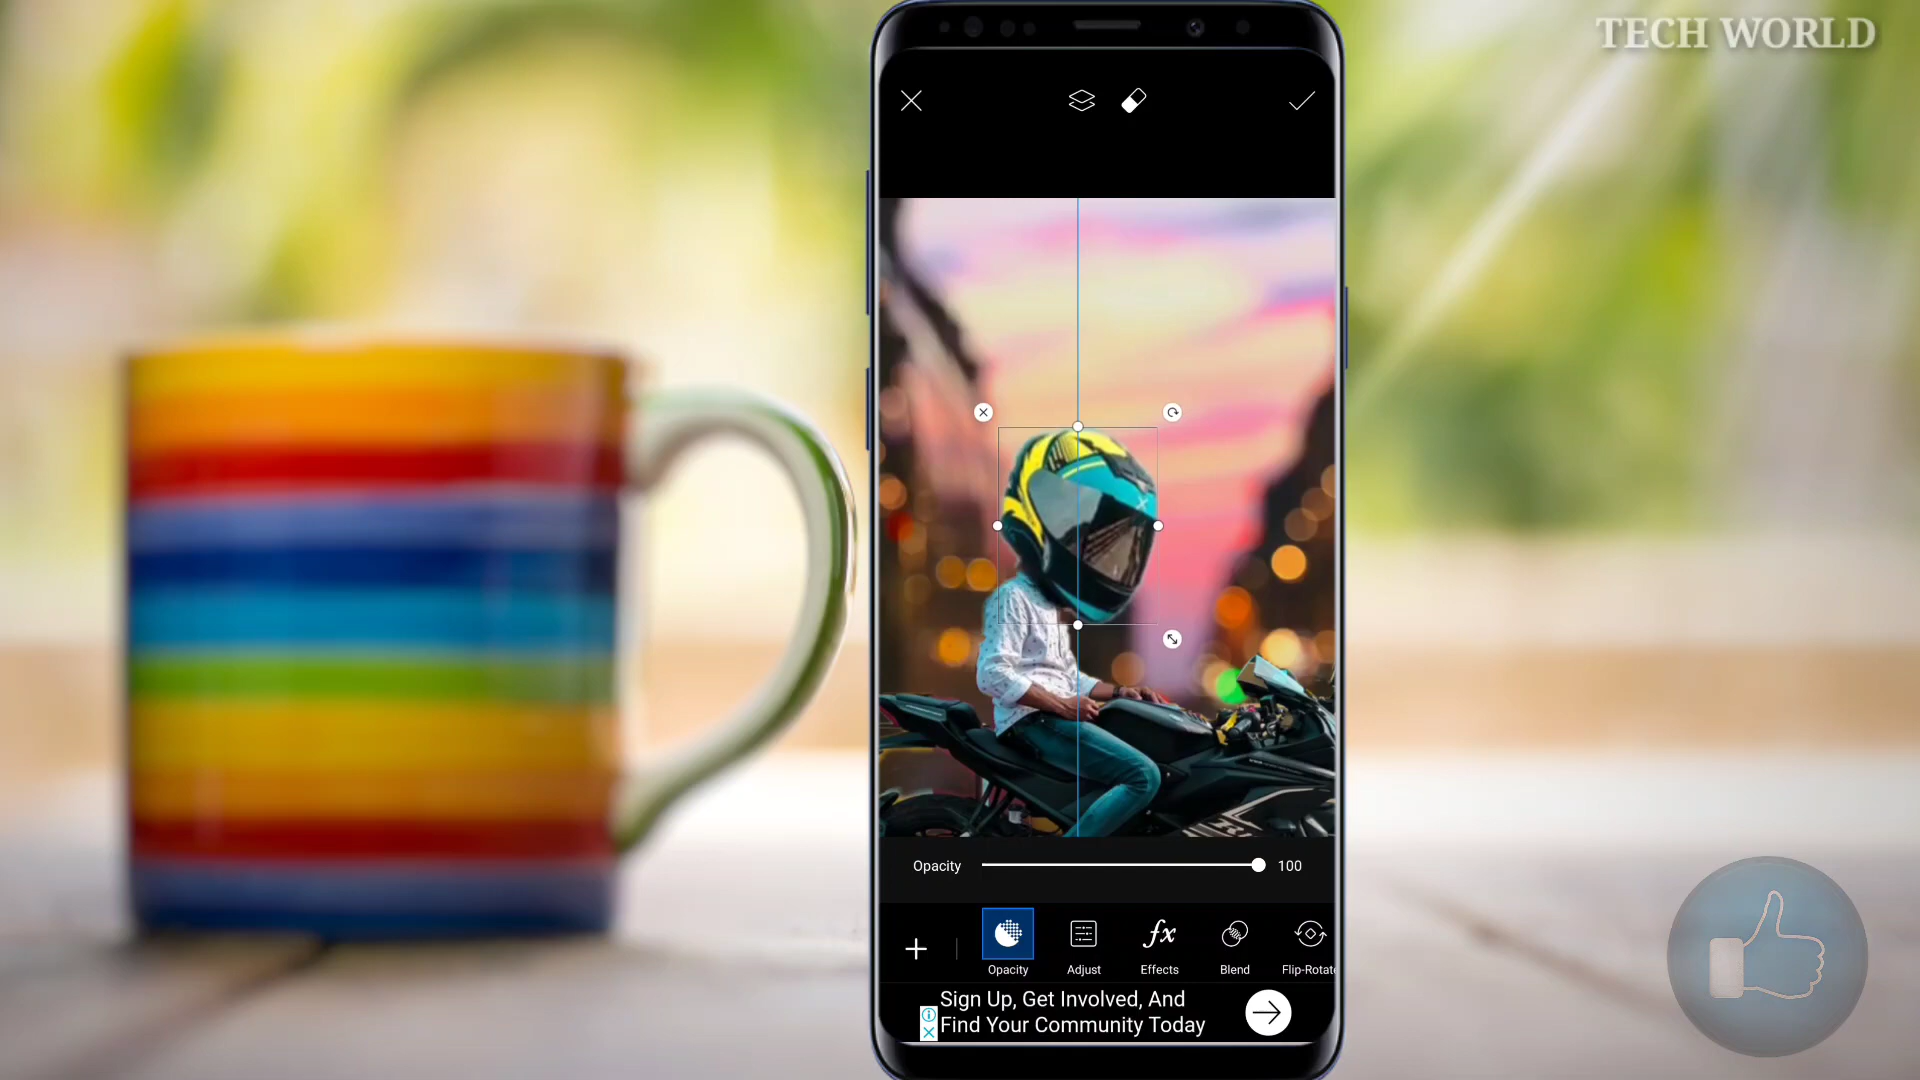 TECH WORLD
Opacity
100
Opacity
Adjust
fx
Effects
Blend
Flip-Rotate
Sign Up, Get Involved, And
Find Your Community Today